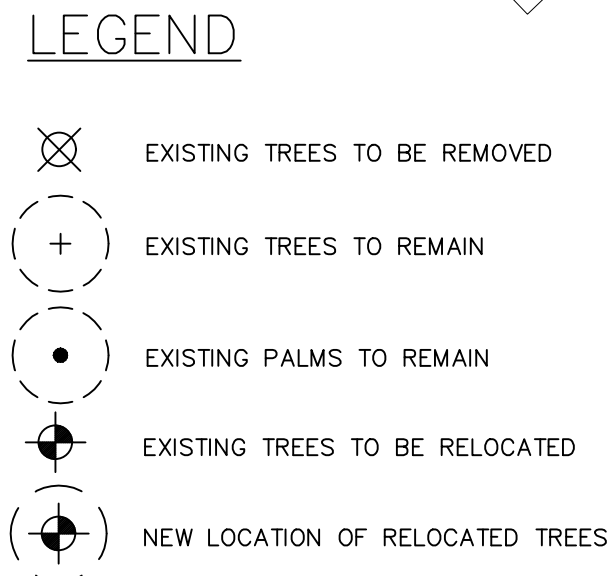 LEGEND
EXISTING TREES TO BE REMOVED
EXISTING TREES TO REMAIN
EXISTING PALMS TO REMAIN
EXISTING TREES TO BE RELOCATED
NEW LOCATION OF RELOCATED TREES